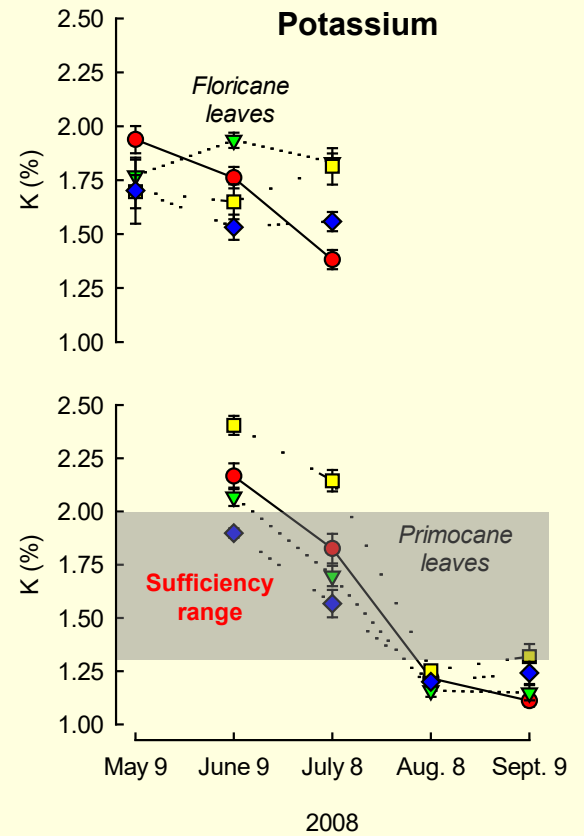 Potassium
2.50
2.25
2.00
1.75
1.50
1.25
1.00
K (%)
Floricane
leaves
2.50
2.25
2.00
1.75
1.50
1.25
1.00
K (%)
Primocane
leaves
Sufficiency
range
May 9 June 9 July 8 Aug. 8 Sept. 9
2008